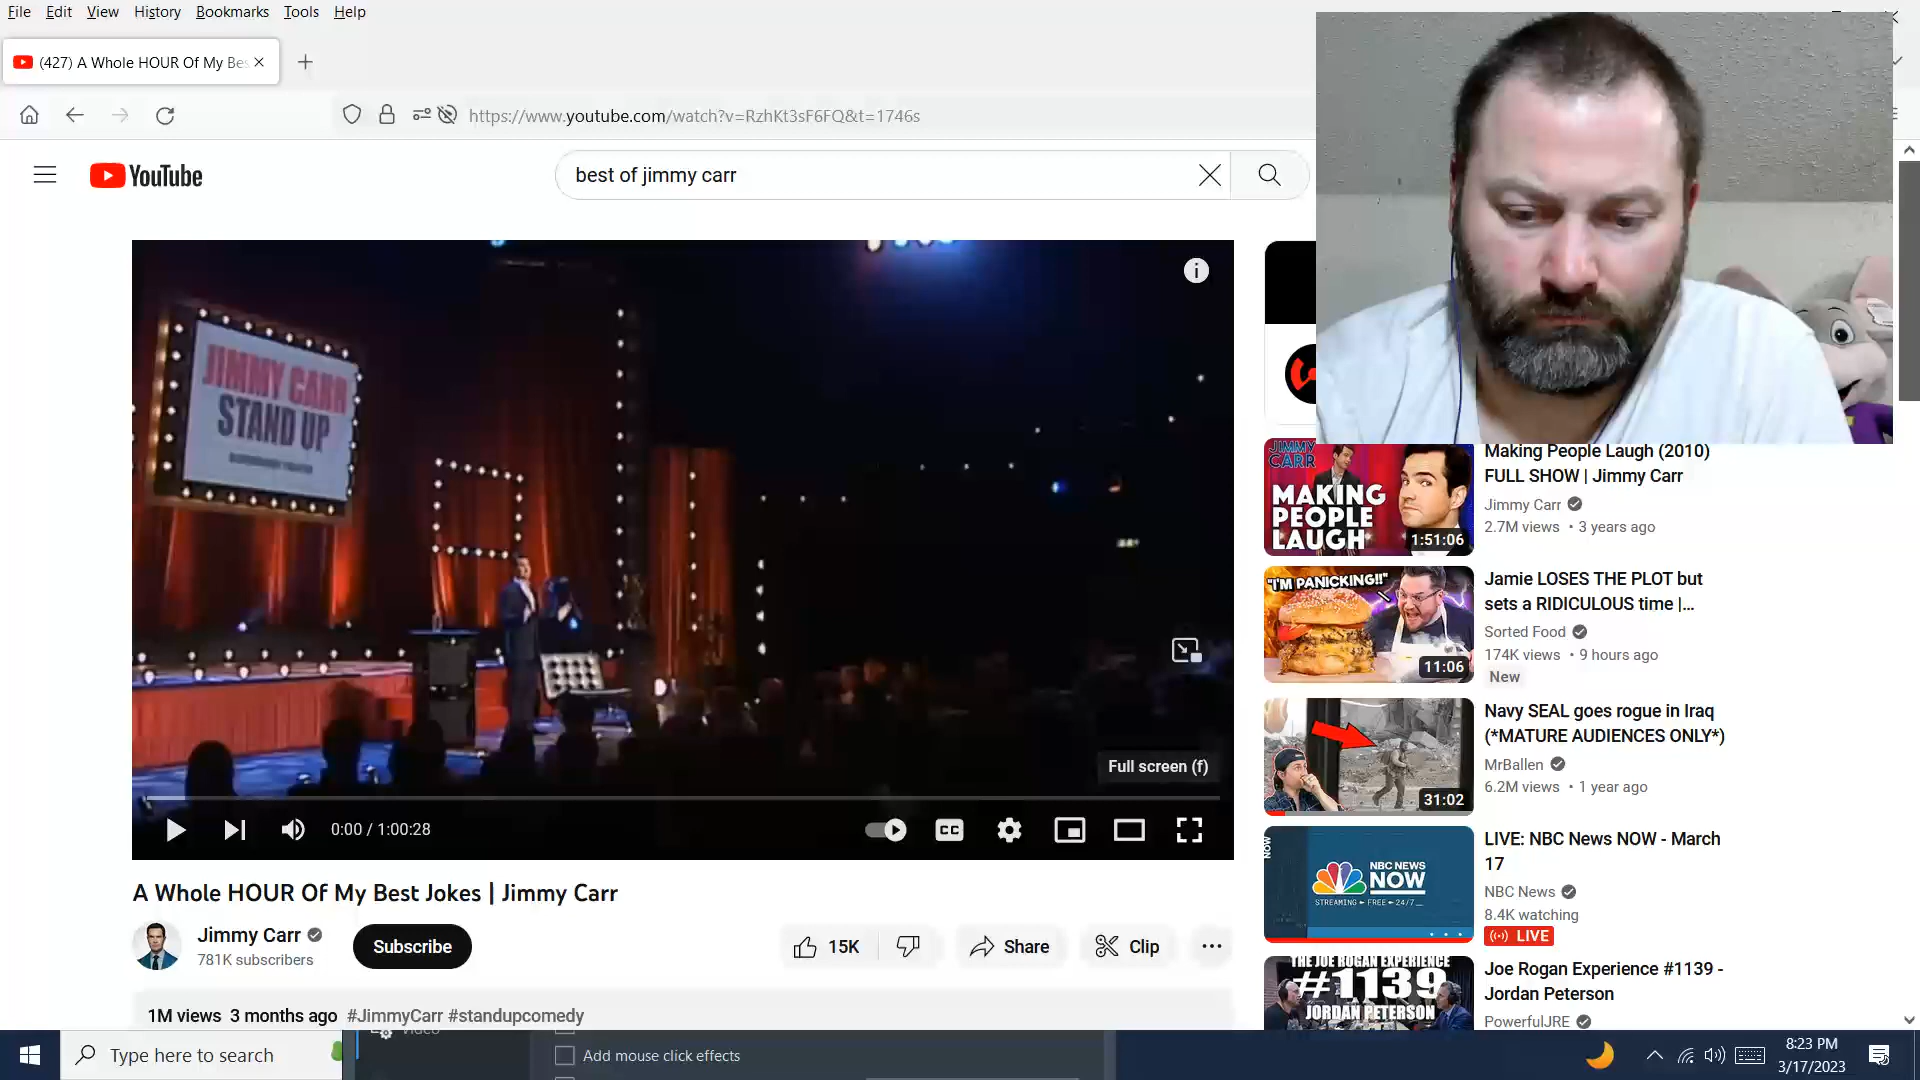 File Edit View History Bookmarks Tools Help
(427) A Whole HOUR Of My Bes
https://www.youtube.com/watch?v=RzhKt3sF6FQ&t=1746s
YouTube
best of jimmy carr
JIMMY CARR
STAND UP
Full screen (f)
0:00 / 1:00:28
CC
A Whole HOUR Of My Best Jokes | Jimmy Carr
Jimmy Carr
781K subscribers
Subscribe
15K
Share
Clip
1M views 3 months ago #JimmyCarr #standupcomedy
JIMMY
CARR
MAKING
PEOPLE
LAUGH
1:51:06
Making People Laugh (2010)
FULL SHOW | Jimmy Carr
Jimmy Carr
2.7M views • 3 years ago
"I'M PANICKING!!"
11:06
Jamie LOSES THE PLOT but
sets a RIDICULOUS time |...
Sorted Food
174K views • 9 hours ago
New
31:02
Navy SEAL goes rogue in Iraq
(*MATURE AUDIENCES ONLY*)
MrBallen
6.2M views • 1 year ago
NOW
NBC NEWS
NOW
STREAMING • FREE • 24/7
LIVE: NBC News NOW - March
17
NBC News
8.4K watching
LIVE
THE JOE ROGAN EXPERIENCE
#1139
JORDAN PETERSON
Joe Rogan Experience #1139 -
Jordan Peterson
PowerfulJRE
Type here to search
Video
Add mouse click effects
8:23 PM
3/17/2023